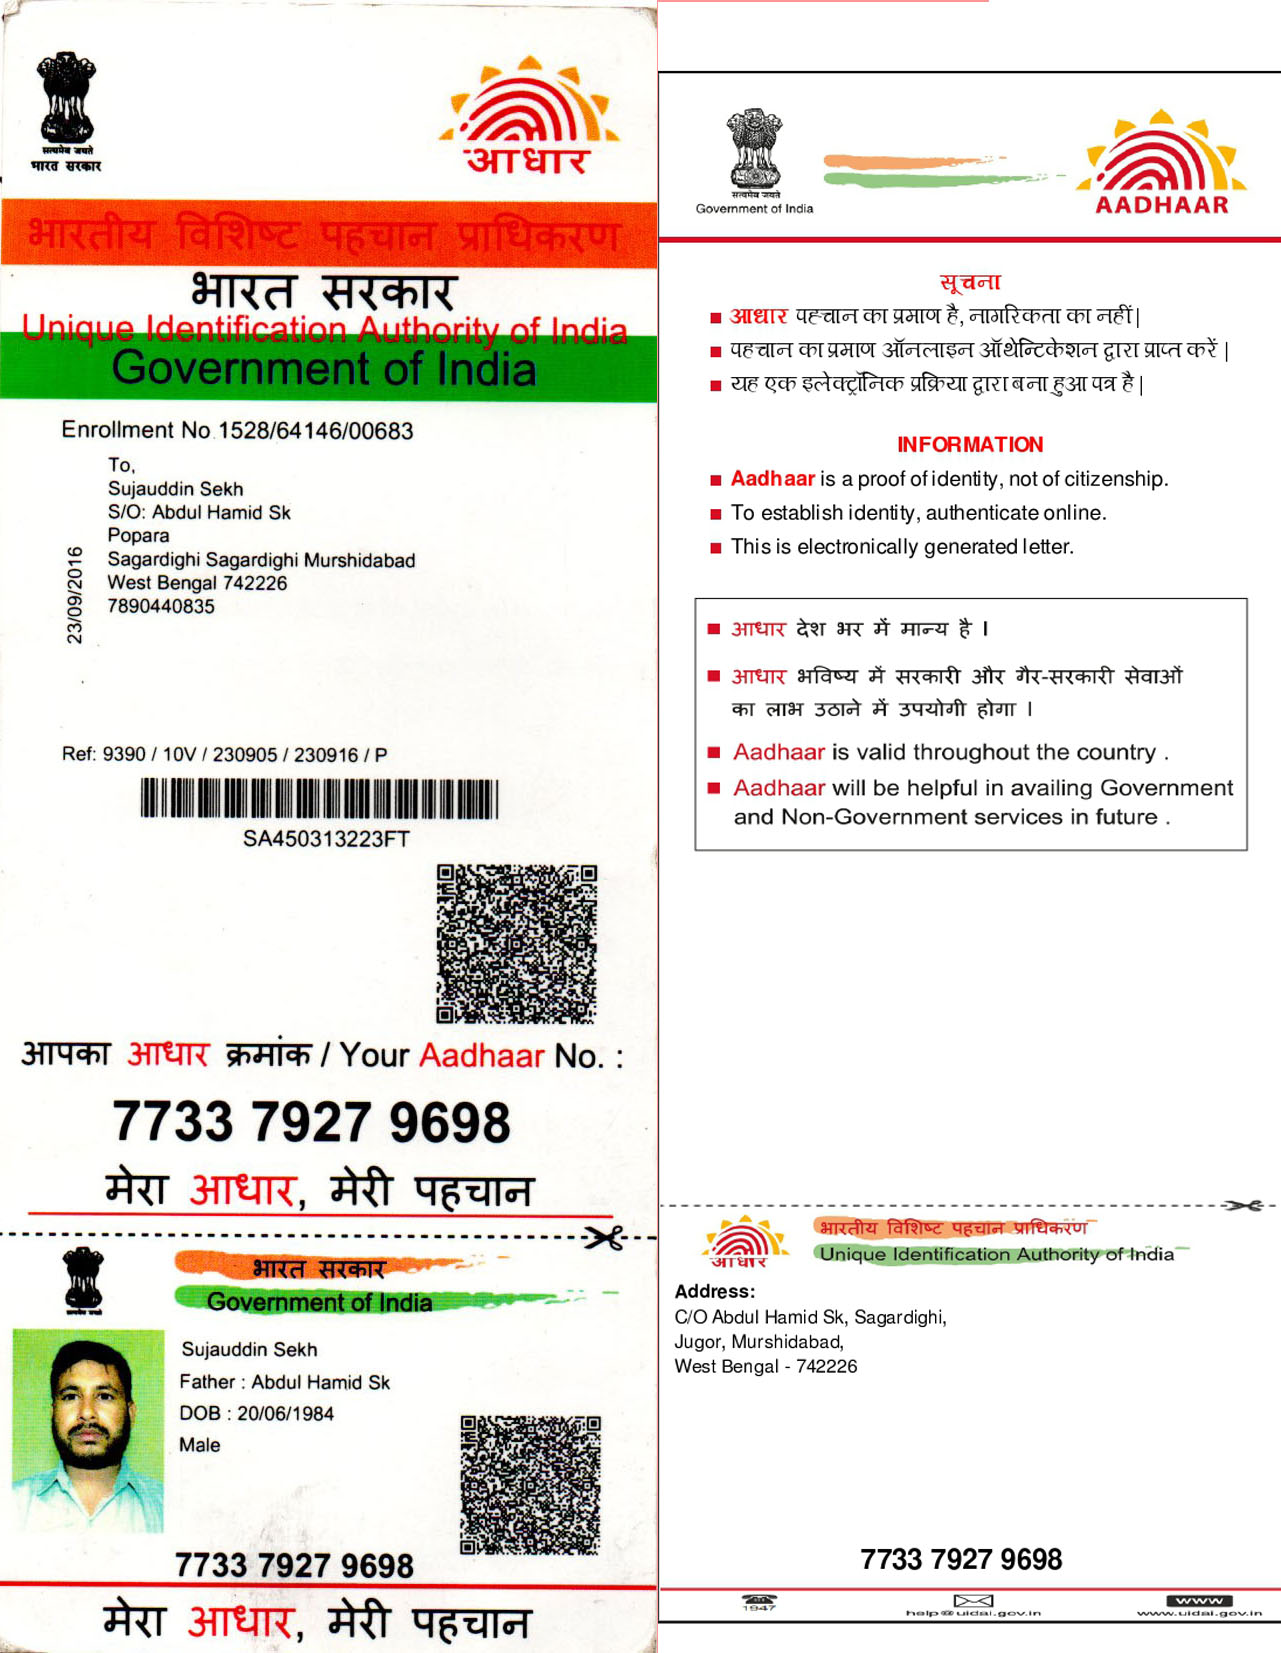 सत्यमेव जयते
भारत सरकार
आधार
भारतीय विशिष्ट पहचान प्राधिकरण
भारत सरकार
Unique Identification Authority of India
Government of India
Enrollment No 1528/64146/00683
To,
Sujauddin Sekh
S/O: Abdul Hamid Sk
Popara
Sagardighi Sagardighi Murshidabad
West Bengal 742226
7890440835
23/09/2016
Ref: 9390 / 10V / 230905 / 230916 / P
SA450313223FT
आपका आधार क्रमांक / Your Aadhaar No. :
7733 7927 9698
मेरा आधार, मेरी पहचान
सत्यमेव जयते
भारत सरकार
Government of India
Sujauddin Sekh
Father : Abdul Hamid Sk
DOB : 20/06/1984
Male
7733 7927 9698
मेरा आधार, मेरी पहचान
सत्यमेव जयते
Government of India
AADHAAR
सूचना
आधार पहचान का प्रमाण है, नागरिकता का नहीं|
पहचान का प्रमाण ऑनलाइन ऑथेन्टिकेशन द्वारा प्राप्त करें |
यह एक इलेक्ट्रॉनिक प्रक्रिया द्वारा बना हुआ पत्र है |
INFORMATION
Aadhaar is a proof of identity, not of citizenship.
To establish identity, authenticate online.
This is electronically generated letter.
आधार देश भर में मान्य है ।
आधार भविष्य में सरकारी और गैर-सरकारी सेवाओं
का लाभ उठाने में उपयोगी होगा ।
Aadhaar is valid throughout the country .
Aadhaar will be helpful in availing Government
and Non-Government services in future .
आधार
भारतीय विशिष्ट पहचान प्राधिकरण
Unique Identification Authority of India
Address:
C/O Abdul Hamid Sk, Sagardighi,
Jugor, Murshidabad,
West Bengal - 742226
7733 7927 9698
1947
help@uidai.gov.in
www
www.uidai.gov.in